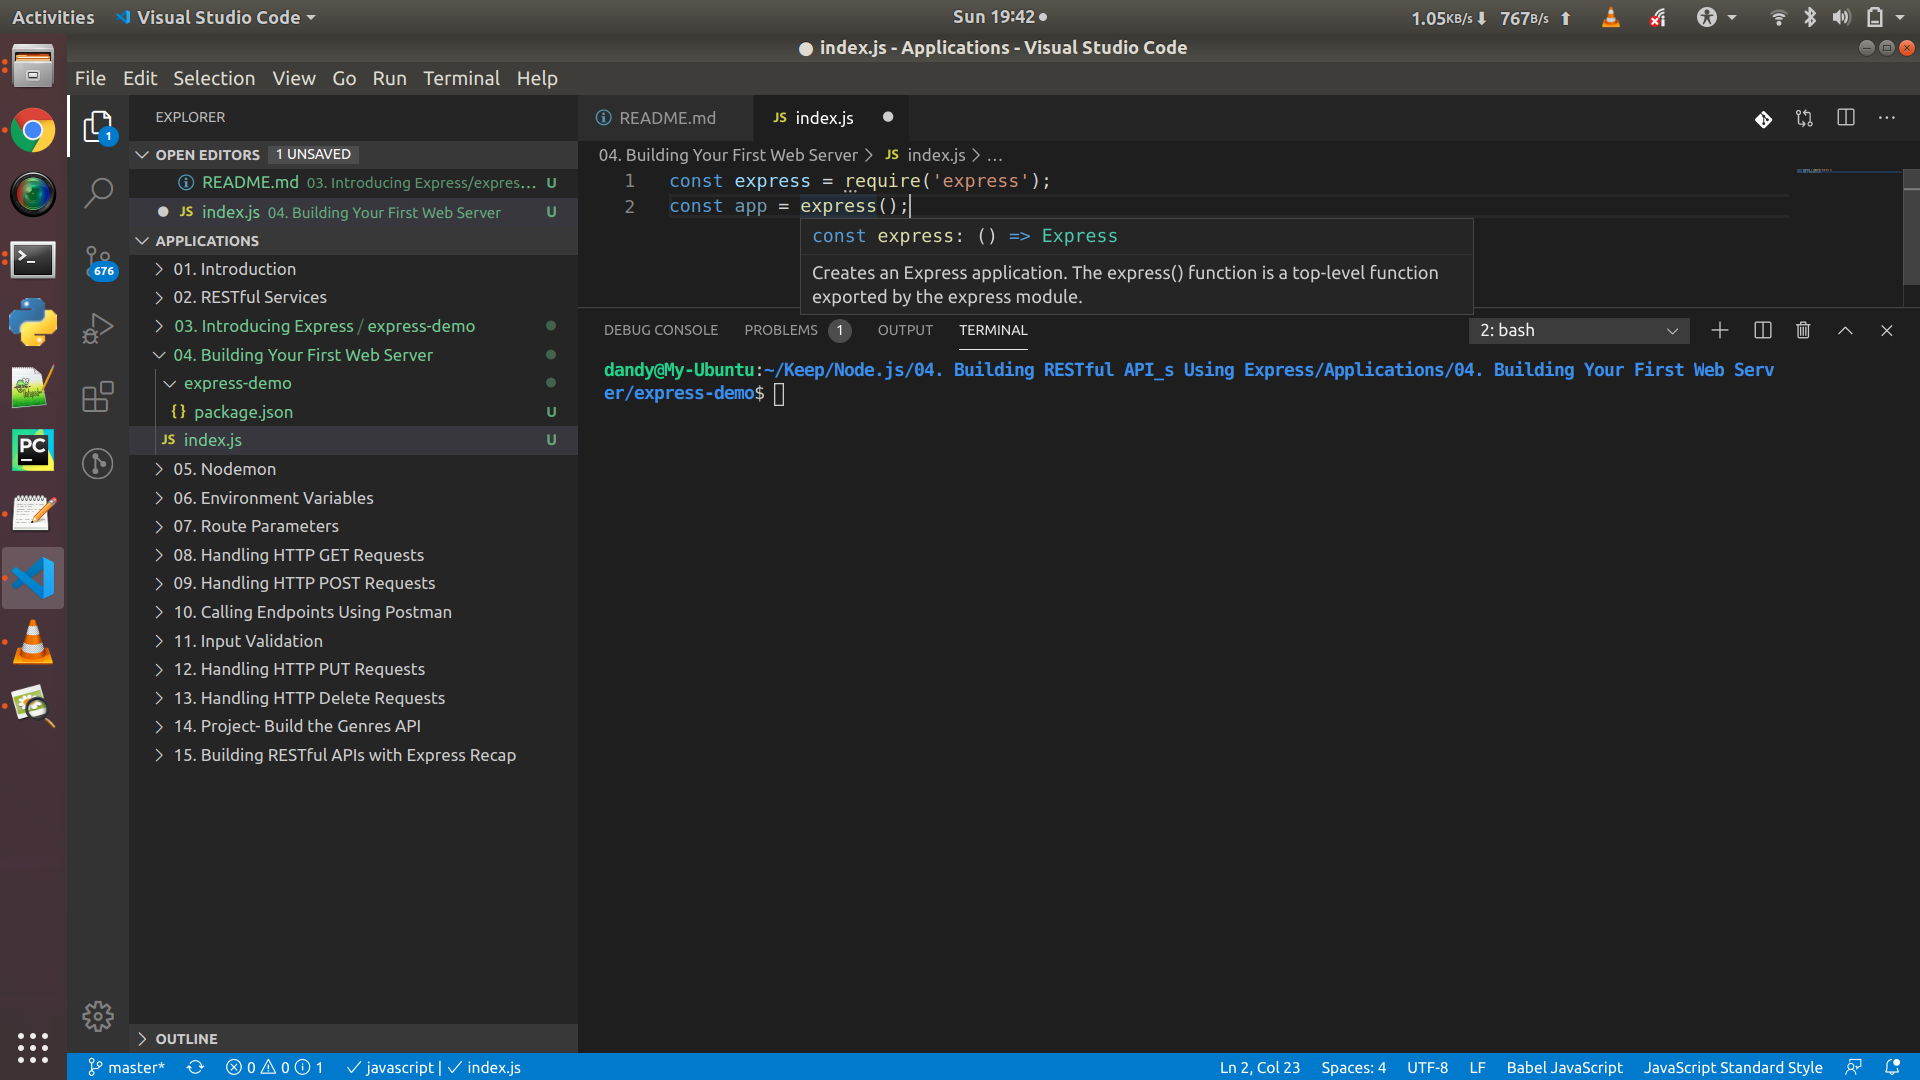 Activities Visual Studio Code Sun 19:42 1.05KB/s 767B/s
index.js - Applications - Visual Studio Code
File Edit Selection View Go Run Terminal Help
EXPLORER
1
OPEN EDITORS 1 UNSAVED
README.md 03. Introducing Express/expres... U
JS index.js 04. Building Your First Web Server U
APPLICATIONS
676
01. Introduction
02. RESTful Services
03. Introducing Express / express-demo
04. Building Your First Web Server
express-demo
{} package.json U
JS index.js U
05. Nodemon
06. Environment Variables
07. Route Parameters
08. Handling HTTP GET Requests
09. Handling HTTP POST Requests
10. Calling Endpoints Using Postman
11. Input Validation
12. Handling HTTP PUT Requests
13. Handling HTTP Delete Requests
14. Project- Build the Genres API
15. Building RESTful APIs with Express Recap
OUTLINE
PC
README.md JS index.js
04. Building Your First Web Server > JS index.js > ...
1 const express = require('express');
2 const app = express();
const express: () => Express
Creates an Express application. The express() function is a top-level function
exported by the express module.
DEBUG CONSOLE PROBLEMS 1 OUTPUT TERMINAL 2: bash
dandy@My-Ubuntu:~/Keep/Node.js/04. Building RESTful API_s Using Express/Applications/04. Building Your First Web Serv
er/express-demo$
master* 0 0 1 javascript | index.js Ln 2, Col 23 Spaces: 4 UTF-8 LF Babel JavaScript JavaScript Standard Style